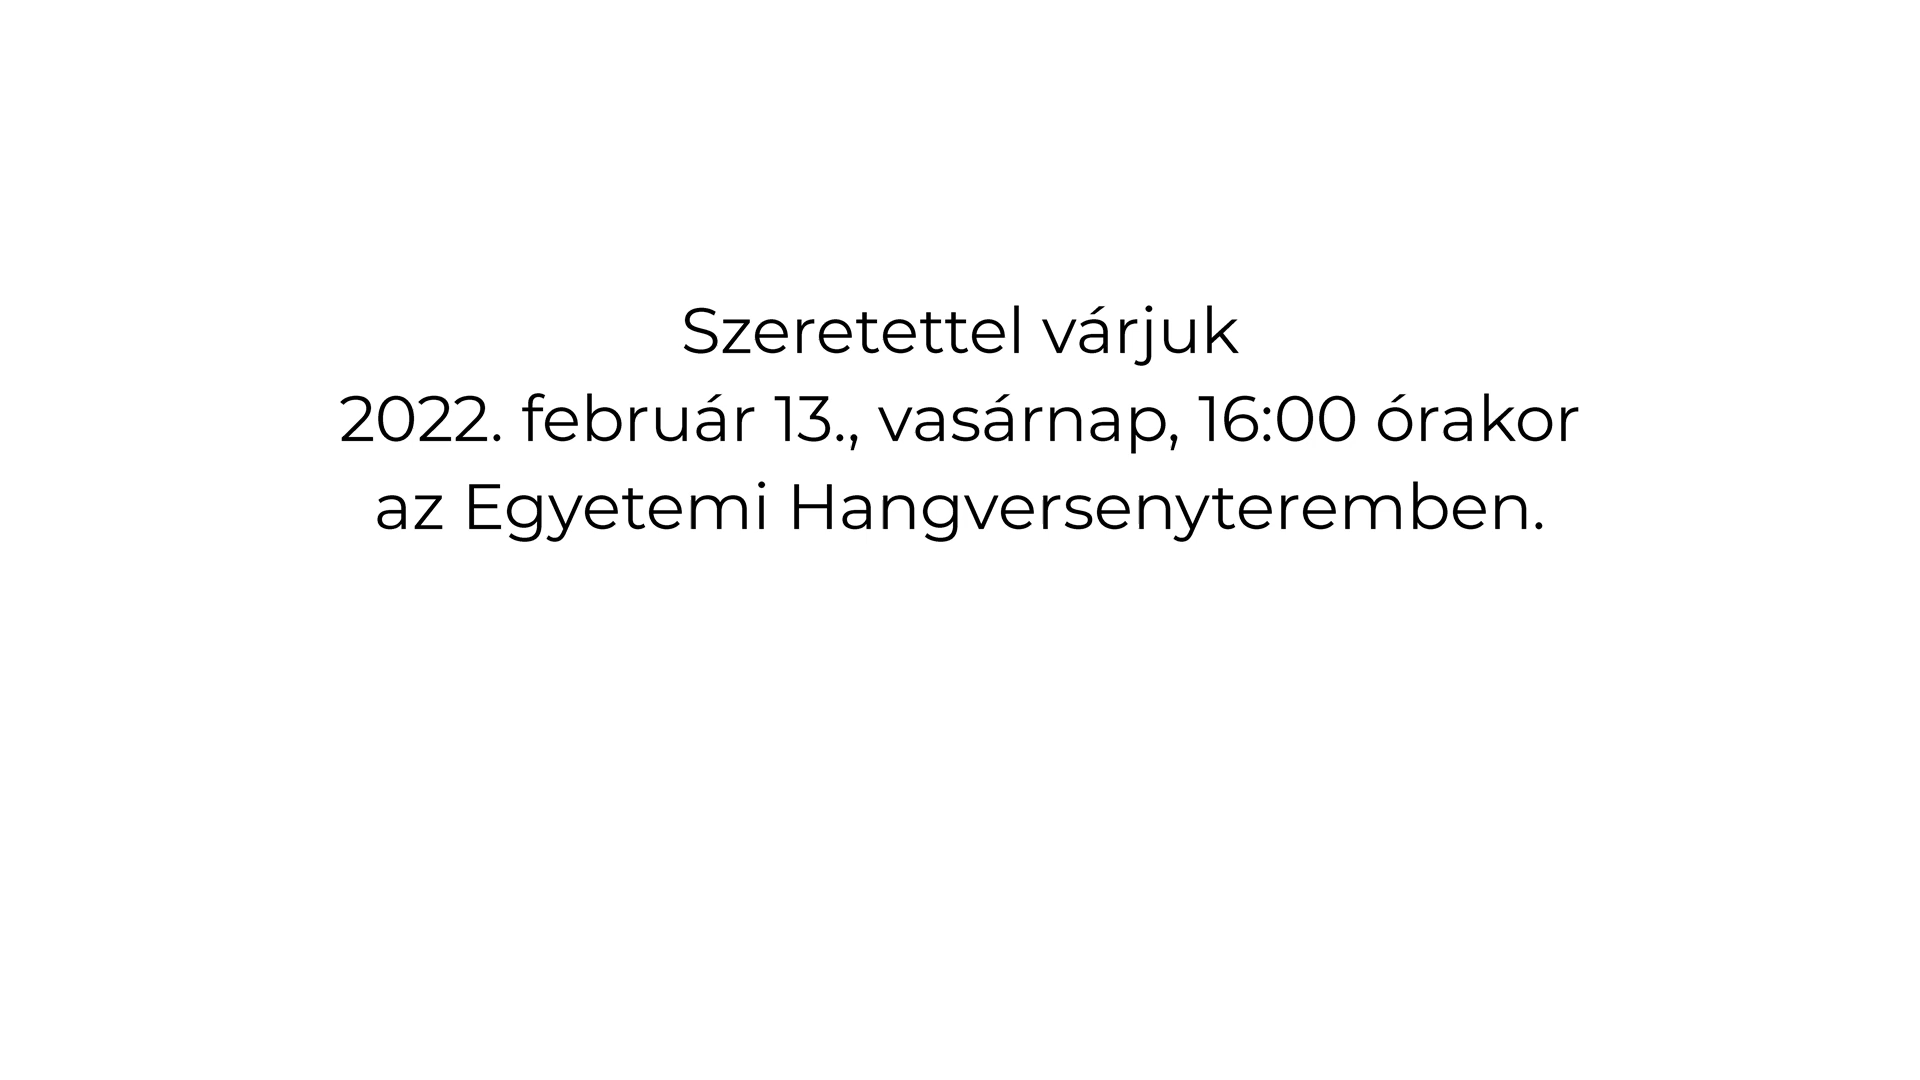 Szeretettel várjuk
2022. február 13., vasárnap, 16:00 órakor
az Egyetemi Hangversenyteremben.